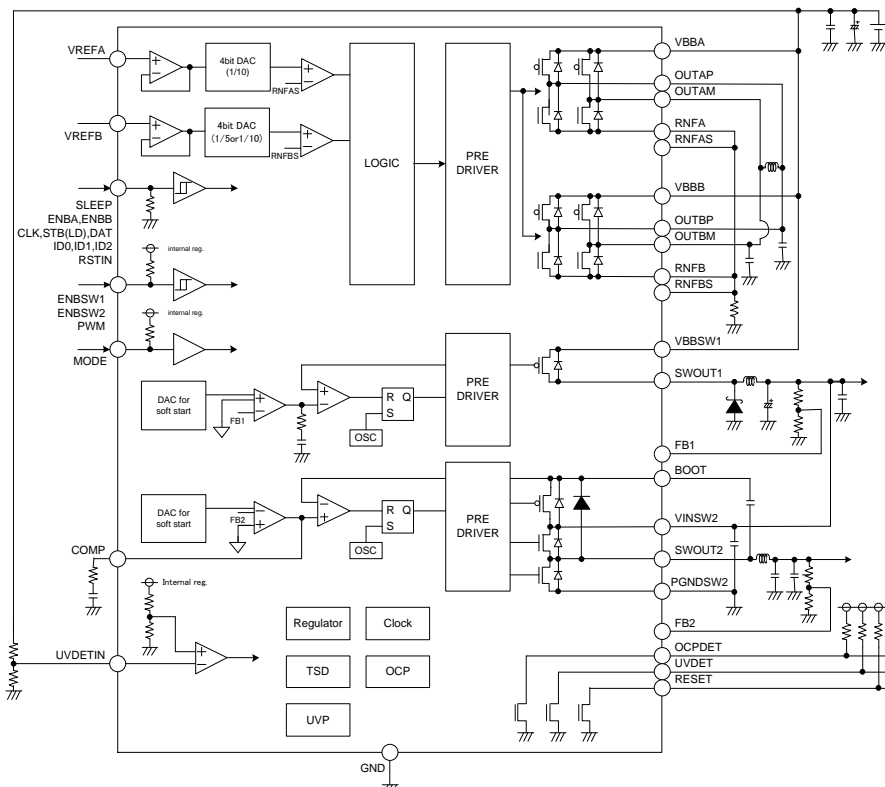 VREFA
4bit DAC
(1/10)
RNFAS
VREFB
4bit DAC
(1/5or1/10)
RNFBS
LOGIC
PRE
DRIVER
VBBA
OUTAP
OUTAM
RNFA
RNFAS
VBBB
OUTBP
OUTBM
RNFB
RNFBS
SLEEP
ENBA,ENBB
CLK,STB(LD),DAT
ID0,ID1,ID2
RSTIN
internal reg.
ENBSW1
ENBSW2
PWM
internal reg.
MODE
DAC for
soft start
FB1
R Q
S
OSC
PRE
DRIVER
VBBSW1
SWOUT1
FB1
DAC for
soft start
FB2
R Q
S
OSC
PRE
DRIVER
BOOT
VINSW2
SWOUT2
PGNDSW2
FB2
COMP
Internal reg.
UVDETIN
Regulator
Clock
TSD
OCP
UVP
OCPDET
UVDET
RESET
GND